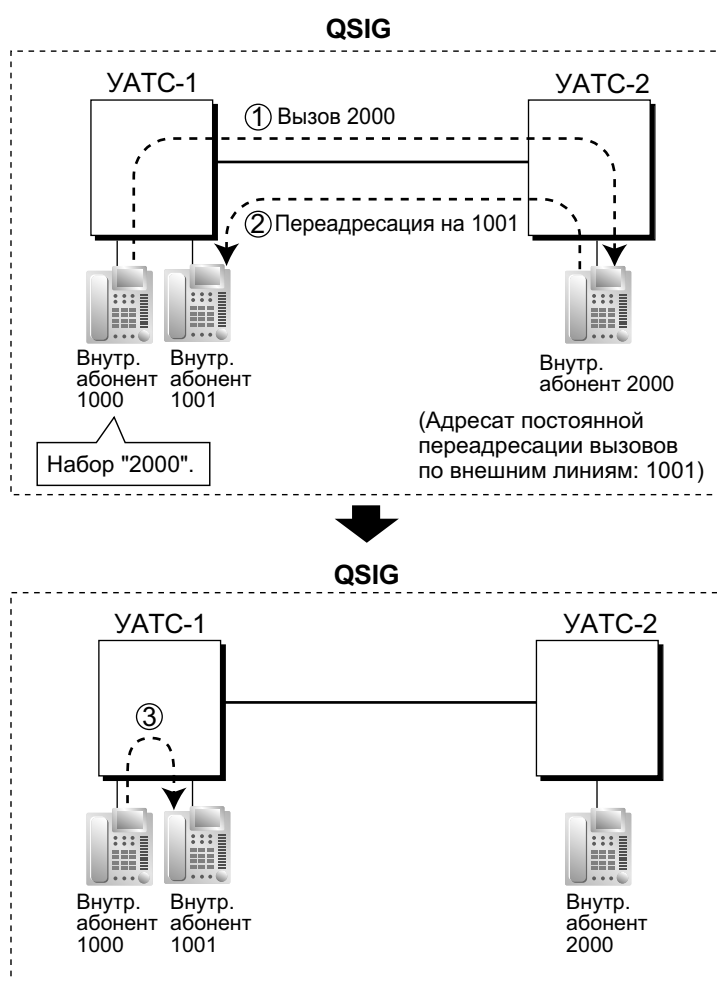 QSIG
УАТС-1
УАТС-2
① Вызов 2000
② Переадресация на 1001
Внутр.
абонент
1000
Внутр.
абонент
1001
Внутр.
абонент 2000
Набор "2000".
(Адресат постоянной
переадресации вызовов
по внешним линиям: 1001)
QSIG
УАТС-1
УАТС-2
③
Внутр.
абонент
1000
Внутр.
абонент
1001
Внутр.
абонент
2000